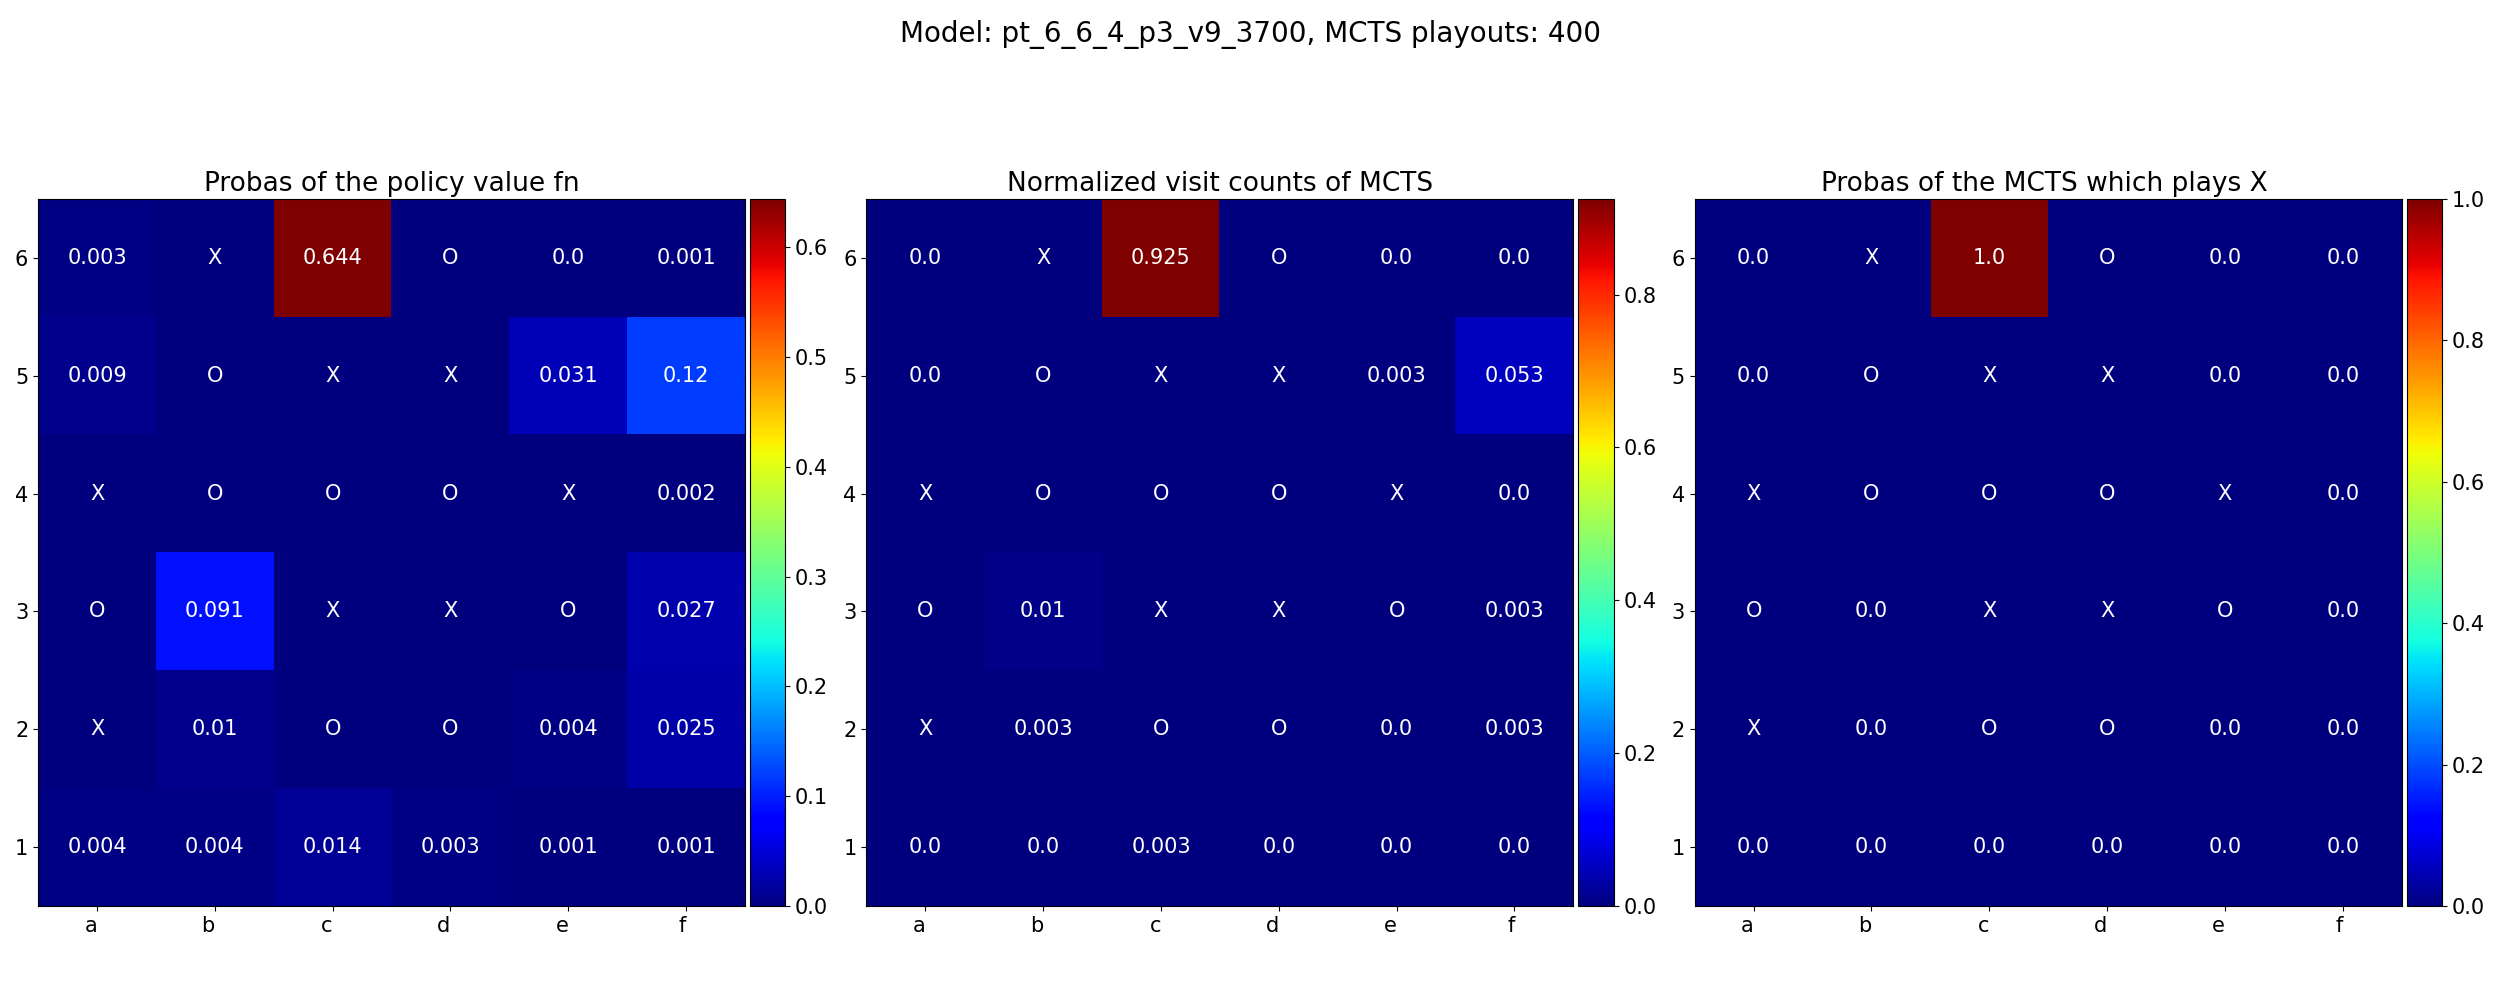 Model: pt_6_6_4_p3_v9_3700, MCTS playouts: 400
Probas of the policy value fn
6 0.003 X 0.644 O 0.0 0.001
5 0.009 O X X 0.031 0.12
4 X O O O X 0.002
3 O 0.091 X X O 0.027
2 X 0.01 O O 0.004 0.025
1 0.004 0.004 0.014 0.003 0.001 0.001
a b c d e f
0.6
0.5
0.4
0.3
0.2
0.1
0.0
Normalized visit counts of MCTS
6 0.0 X 0.925 O 0.0 0.0
5 0.0 O X X 0.003 0.053
4 X O O O X 0.0
3 O 0.01 X X O 0.003
2 X 0.003 O O 0.0 0.003
1 0.0 0.0 0.003 0.0 0.0 0.0
a b c d e f
0.8
0.6
0.4
0.2
0.0
Probas of the MCTS which plays X
6 0.0 X 1.0 O 0.0 0.0
5 0.0 O X X 0.0 0.0
4 X O O O X 0.0
3 O 0.0 X X O 0.0
2 X 0.0 O O 0.0 0.0
1 0.0 0.0 0.0 0.0 0.0 0.0
a b c d e f
1.0
0.8
0.6
0.4
0.2
0.0